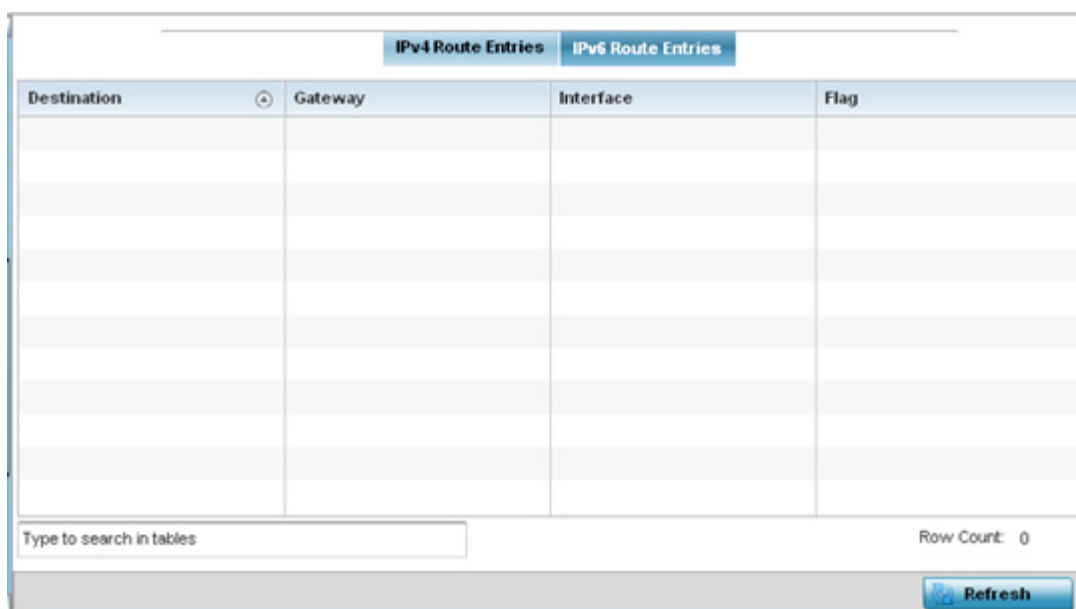 IPv4 Route Entries IPv6 Route Entries
Destination Gateway Interface Flag
Type to search in tables Row Count: 0
Refresh